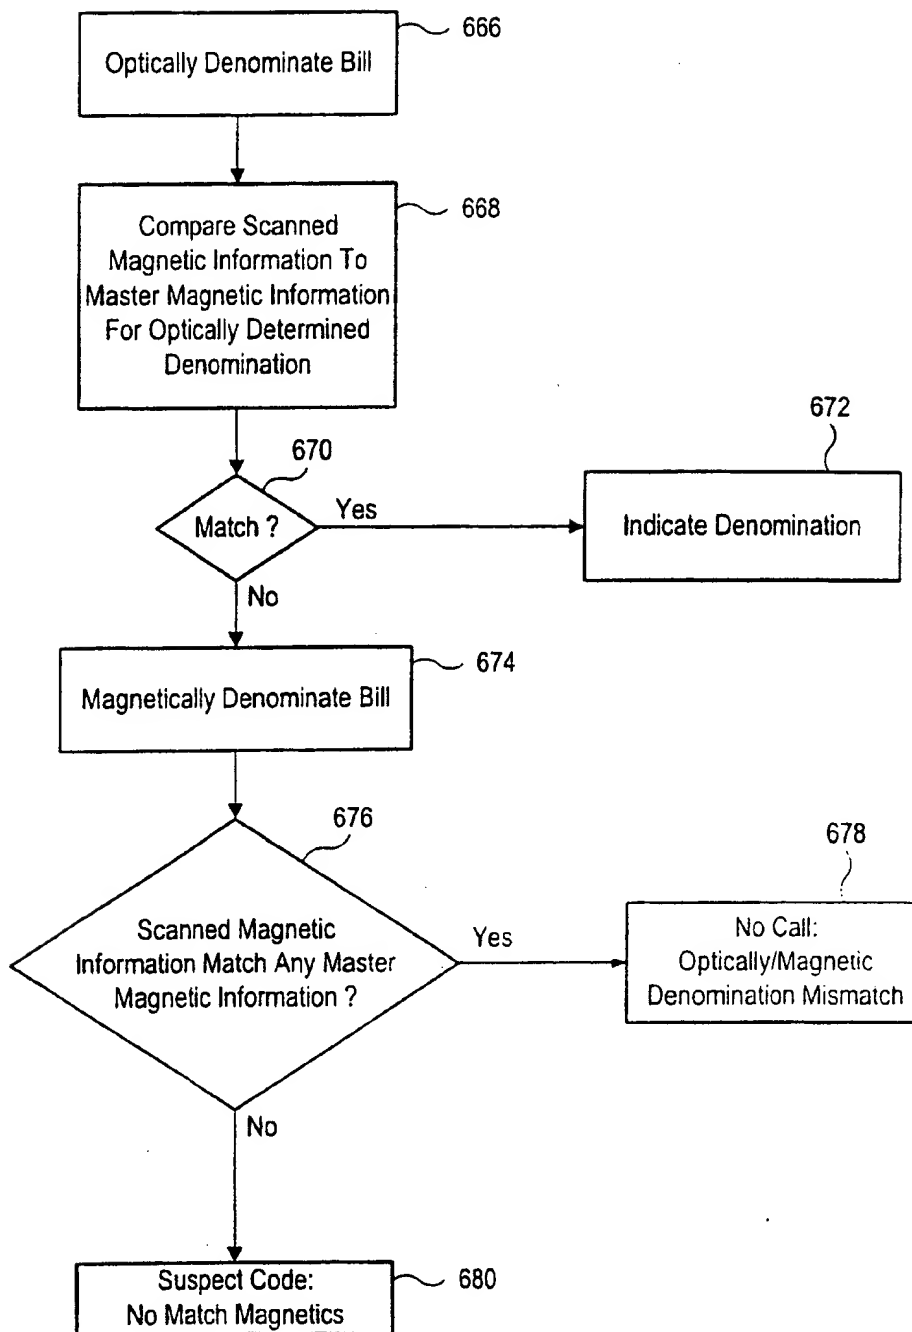 666
Optically Denominate Bill
668
Compare Scanned
Magnetic Information To
Master Magnetic Information
For Optically Determined
Denomination
672
670
Match ?
Yes
Indicate Denomination
No
674
Magnetically Denominate Bill
676
678
Scanned Magnetic
Information Match Any Master
Magnetic Information ?
Yes
No Call:
Optically/Magnetic
Denomination Mismatch
No
680
Suspect Code:
No Match Magnetics